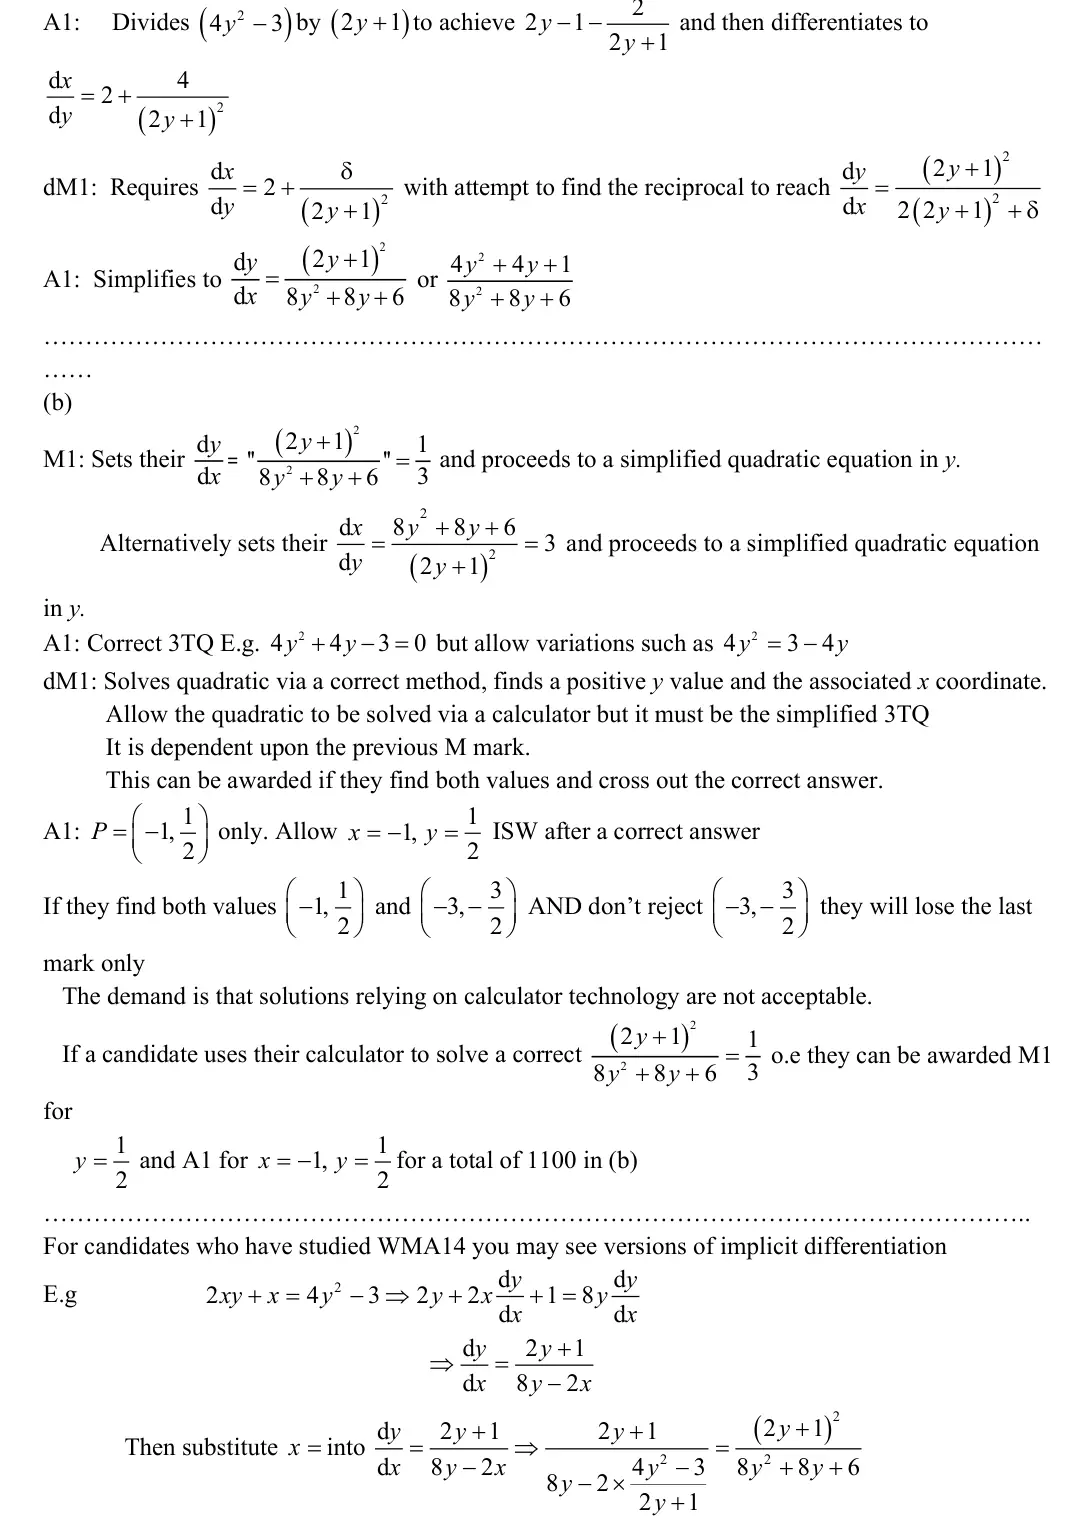 A1: Divides (4y² − 3) by (2y + 1) to achieve 2y − 1 − 2/(2y + 1) and then differentiates to
dx/dy = 2 + 4/(2y + 1)²
dM1: Requires dx/dy = 2 + δ/(2y + 1)² with attempt to find the reciprocal to reach dy/dx = (2y + 1)²/(2(2y + 1)² + δ)
A1: Simplifies to dy/dx = (2y + 1)²/(8y² + 8y + 6) or (4y² + 4y + 1)/(8y² + 8y + 6)
………………………………………………………………………………………………………
……
(b)
M1: Sets their dy/dx = "(2y + 1)²/(8y² + 8y + 6)" = 1/3 and proceeds to a simplified quadratic equation in y.
Alternatively sets their dx/dy = (8y² + 8y + 6)/(2y + 1)² = 3 and proceeds to a simplified quadratic equation
in y.
A1: Correct 3TQ E.g. 4y² + 4y − 3 = 0 but allow variations such as 4y² = 3 − 4y
dM1: Solves quadratic via a correct method, finds a positive y value and the associated x coordinate.
Allow the quadratic to be solved via a calculator but it must be the simplified 3TQ
It is dependent upon the previous M mark.
This can be awarded if they find both values and cross out the correct answer.
A1: P = (−1, 1/2) only. Allow x = −1, y = 1/2 ISW after a correct answer
If they find both values (−1, 1/2) and (−3, −3/2) AND don't reject (−3, −3/2) they will lose the last
mark only
The demand is that solutions relying on calculator technology are not acceptable.
If a candidate uses their calculator to solve a correct (2y + 1)²/(8y² + 8y + 6) = 1/3 o.e they can be awarded M1
for
y = 1/2 and A1 for x = −1, y = 1/2 for a total of 1100 in (b)
……………………………………………………………………………………………………..
For candidates who have studied WMA14 you may see versions of implicit differentiation
E.g 2xy + x = 4y² − 3 ⇒ 2y + 2x dy/dx + 1 = 8y dy/dx
⇒ dy/dx = (2y + 1)/(8y − 2x)
Then substitute x = into dy/dx = (2y + 1)/(8y − 2x) ⇒ (2y + 1)/(8y − 2 × (4y² − 3)/(2y + 1)) = (2y + 1)²/(8y² + 8y + 6)